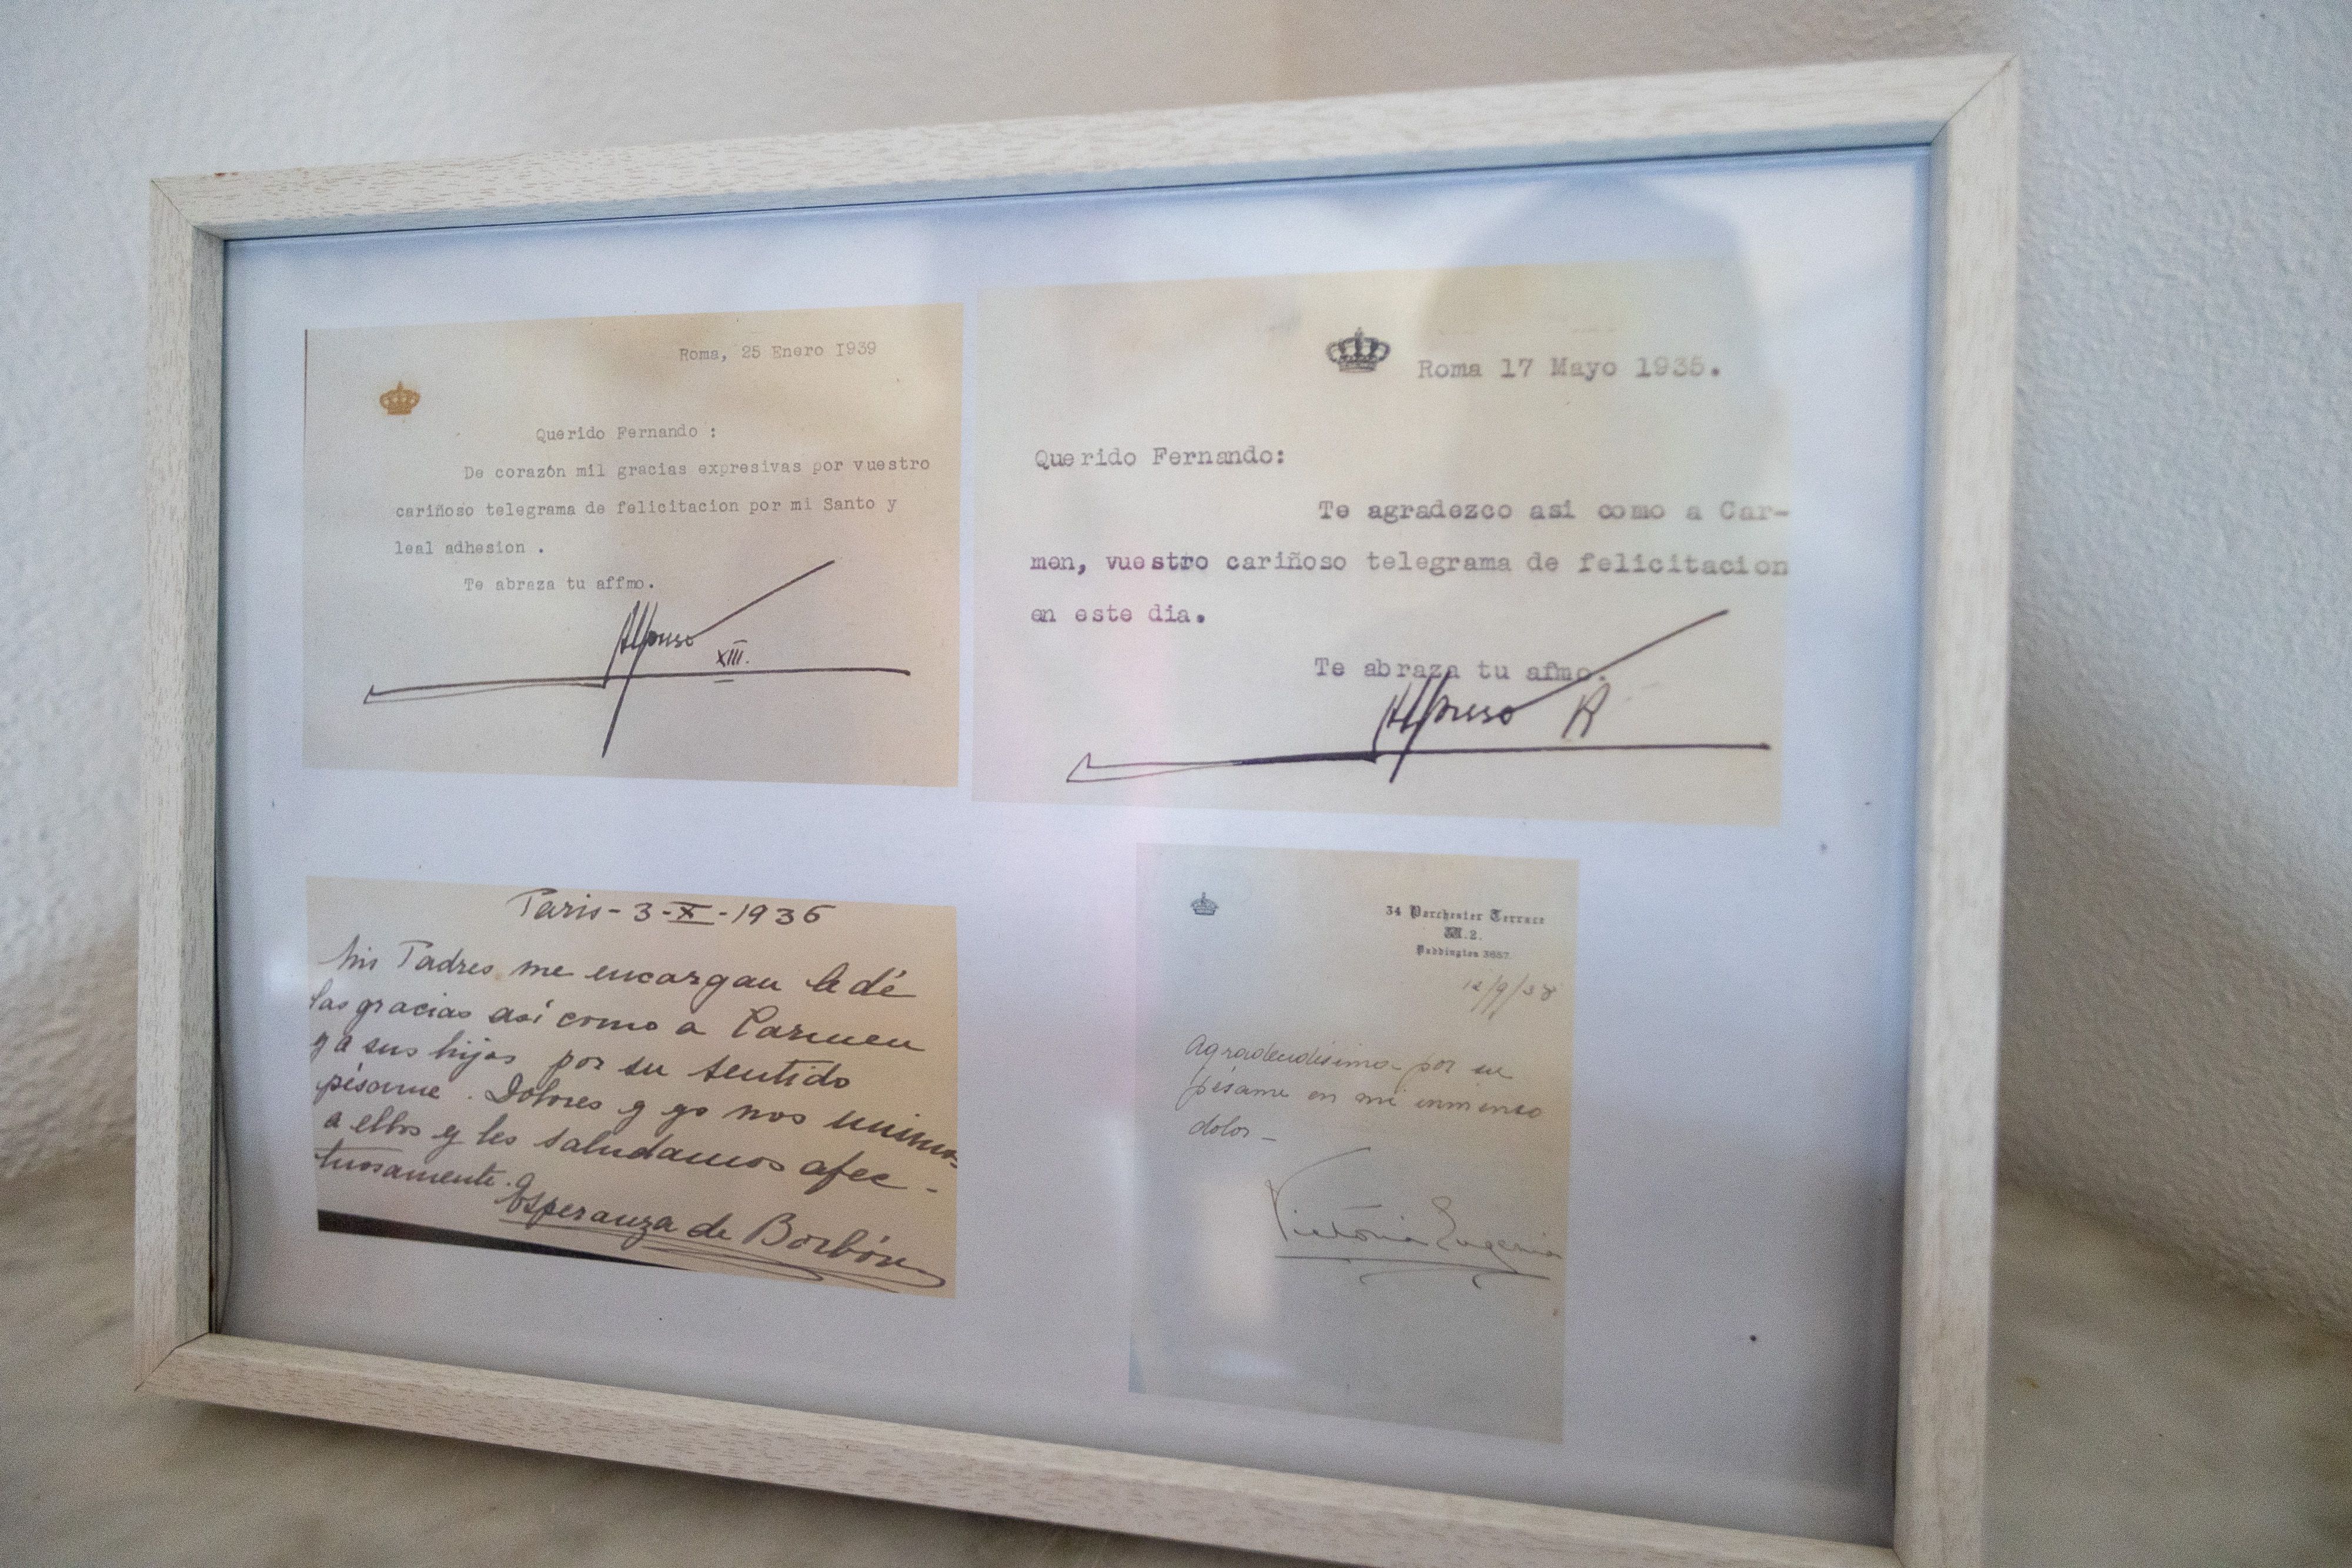 Roma, 25 Enero I939
Querido Fernando :
De corazón mil gracias expresivas por vuestro
cariñoso telegrama de felicitacion por mi Santo y
leal adhesion .
Te abraza tu affmo.
Alfonso
XIII.
Roma 17 Mayo 1935.
Querido Fernando:
Te agradezco asi como a Car-
men, vuestro cariñoso telegrama de felicitacion
en este dia.
Te abraza tu afmo.
Alfonso R
Paris - 3 - X - 1936
Mis Padres me encargan le dé
las gracias así como a Carmen
y a sus hijos por su sentido
pésame. Dolores y yo nos unimos
a ellos y les saludamos afec-
tuosamente.
Esperanza de Borbón
34 Porchester Terrace
W.2.
Paddington 3657.
12/9/38
Agradecidísima por su
pésame en mi inmenso
dolor -
Victoria Eugenia